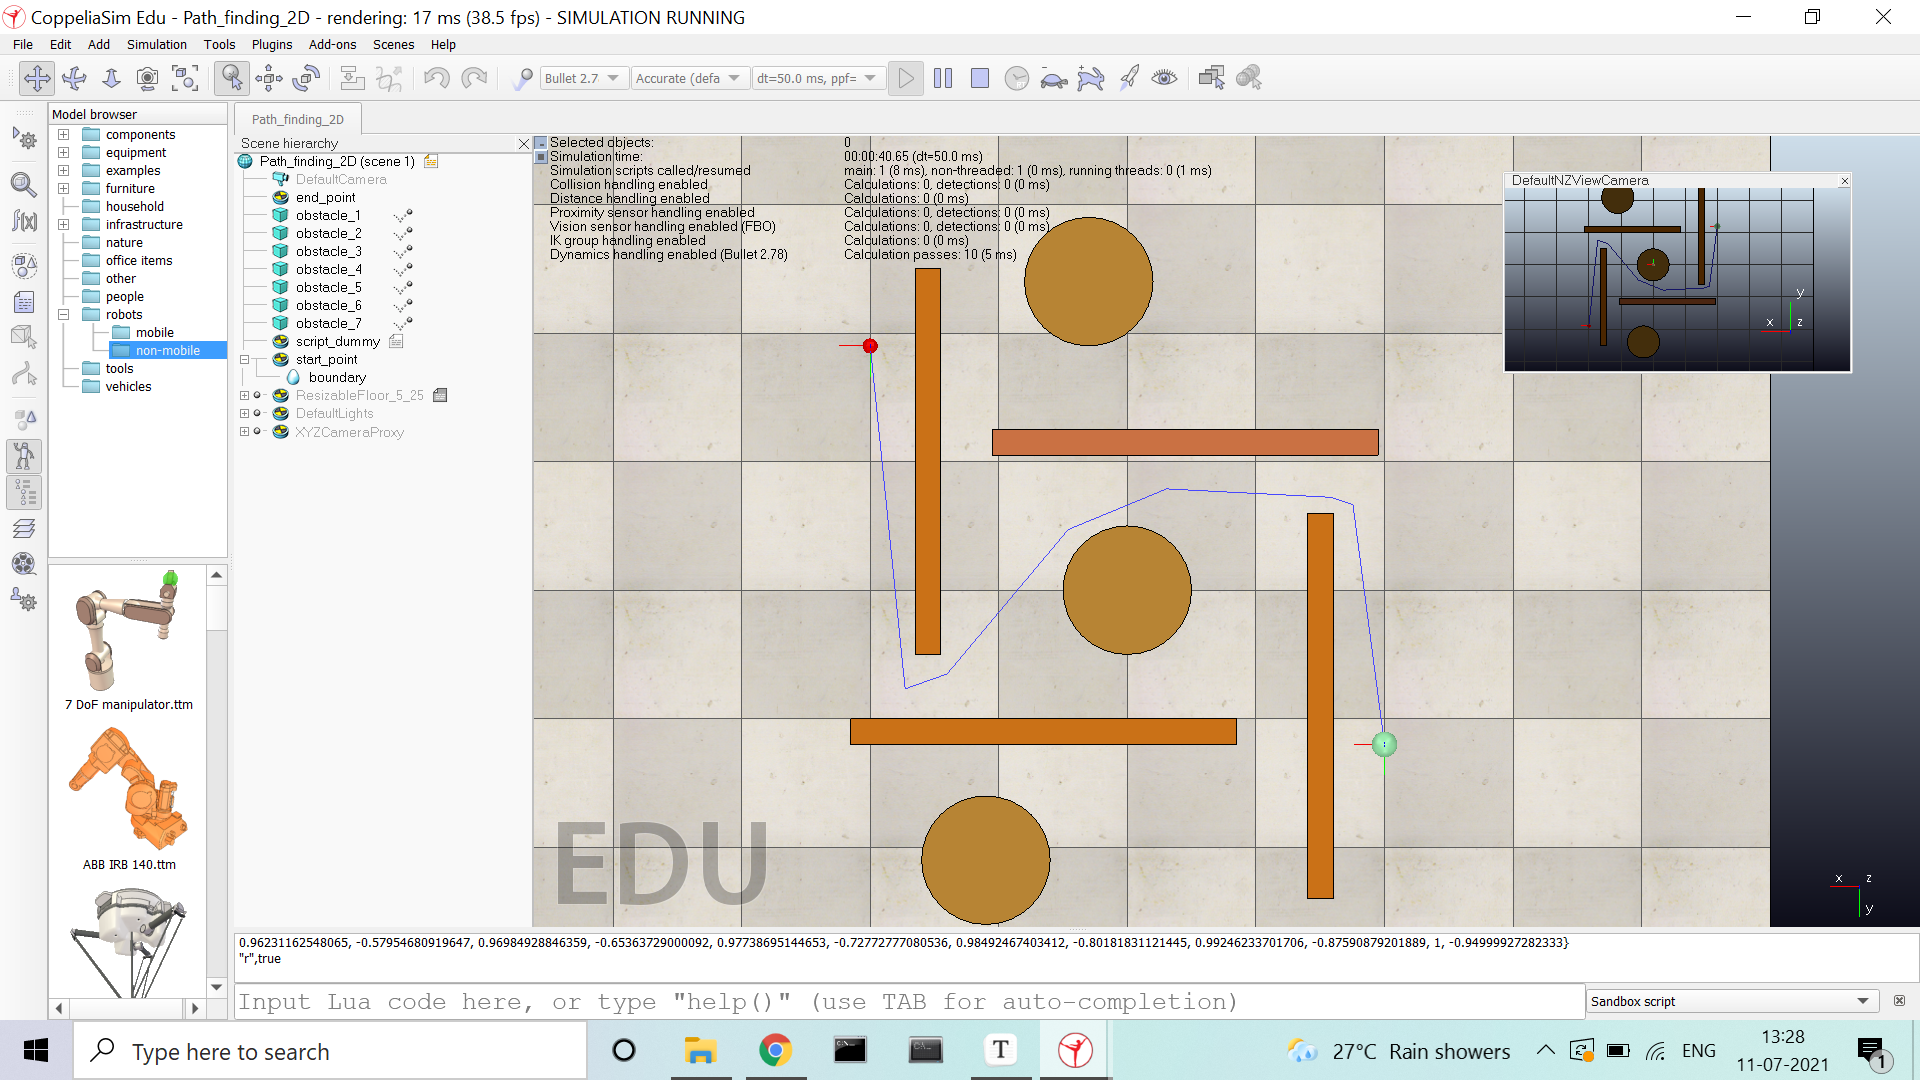 CoppeliaSim Edu - Path_finding_2D - rendering: 17 ms (38.5 fps) - SIMULATION RUNNING
File Edit Add Simulation Tools Plugins Add-ons Scenes Help
Bullet 2.7 Accurate (defa dt=50.0 ms, ppf=
Model browser
components
equipment
examples
furniture
household
infrastructure
nature
office items
other
people
robots
mobile
non-mobile
tools
vehicles
7 DoF manipulator.ttm
ABB IRB 140.ttm
Path_finding_2D
Scene hierarchy
Path_finding_2D (scene 1)
DefaultCamera
end_point
obstacle_1
obstacle_2
obstacle_3
obstacle_4
obstacle_5
obstacle_6
obstacle_7
script_dummy
start_point
boundary
ResizableFloor_5_25
DefaultLights
XYZCameraProxy
Selected objects: 0
Simulation time: 00:00:40.65 (dt=50.0 ms)
Simulation scripts called/resumed main: 1 (8 ms), non-threaded: 1 (0 ms), running threads: 0 (1 ms)
Collision handling enabled Calculations: 0, detections: 0 (0 ms)
Distance handling enabled Calculations: 0 (0 ms)
Proximity sensor handling enabled Calculations: 0, detections: 0 (0 ms)
Vision sensor handling enabled (FBO) Calculations: 0, detections: 0 (0 ms)
IK group handling enabled Calculations: 0 (0 ms)
Dynamics handling enabled (Bullet 2.78) Calculation passes: 10 (5 ms)
DefaultNZViewCamera
y
x z
EDU
x z
y
0.96231162548065, -0.57954680919647, 0.96984928846359, -0.65363729000092, 0.97738695144653, -0.72772777080536, 0.98492467403412, -0.80181831121445, 0.99246233701706, -0.87590879201889, 1, -0.94999927282333}
"r",true
Input Lua code here, or type "help()" (use TAB for auto-completion)
Sandbox script
Type here to search
T
27°C Rain showers
ENG
13:28
11-07-2021
1